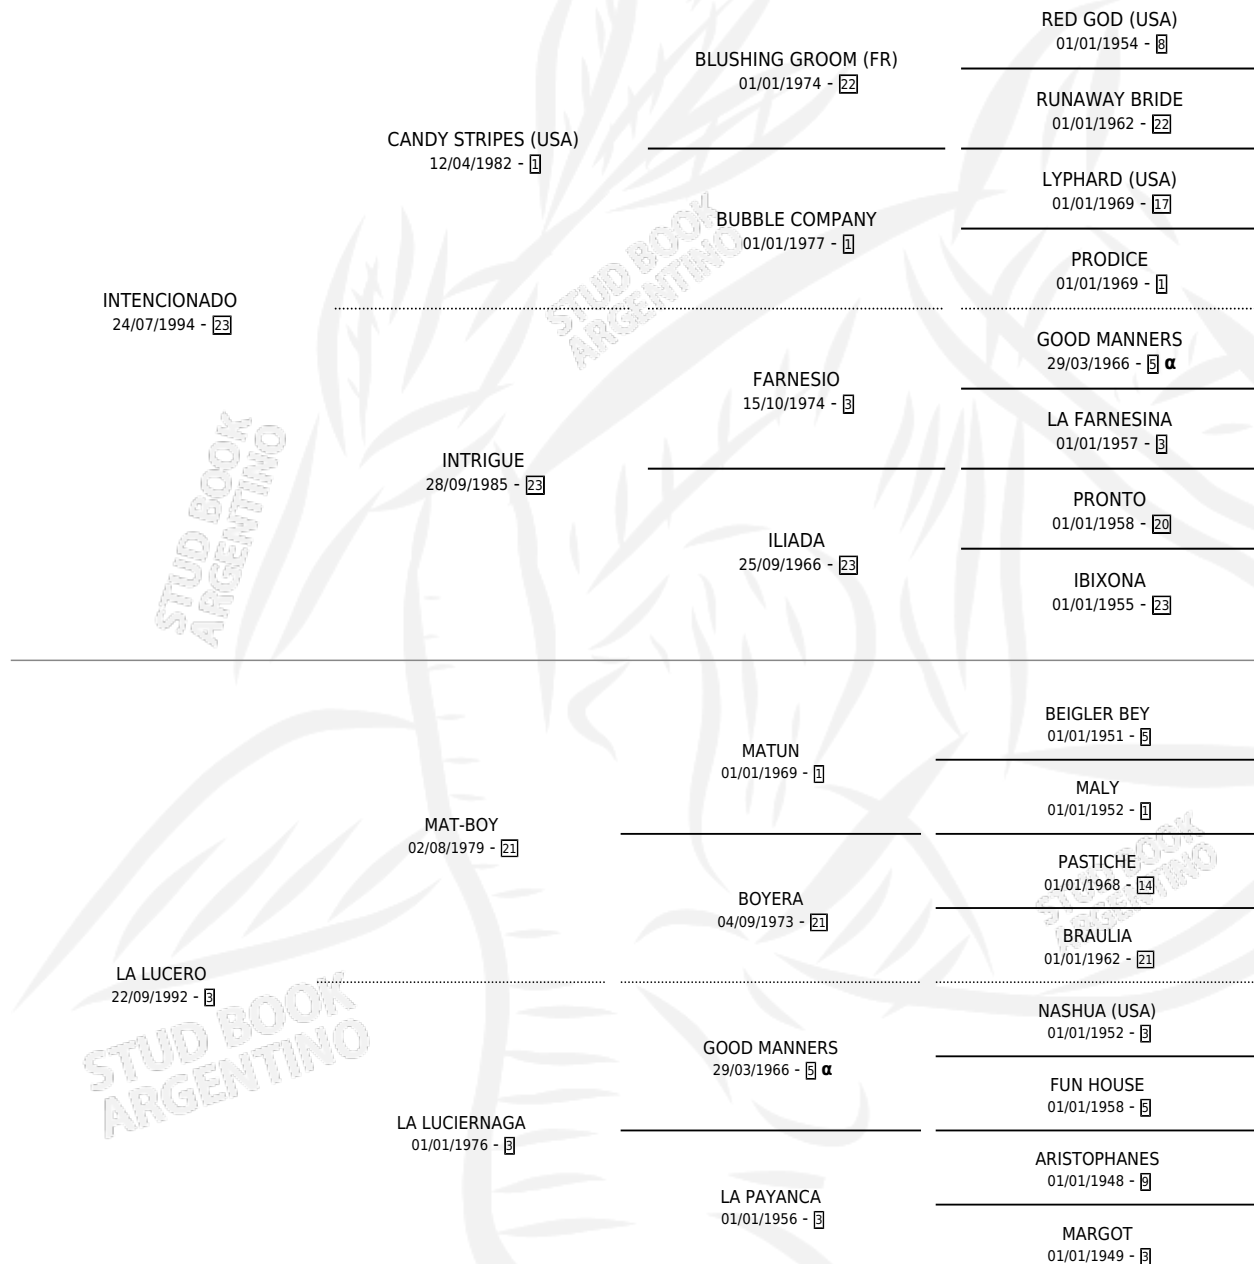 RED GOD (USA)
01/01/1954 - 8
BLUSHING GROOM (FR)
01/01/1974 - 22
RUNAWAY BRIDE
01/01/1962 - 22
CANDY STRIPES (USA)
12/04/1982 - 1
LYPHARD (USA)
01/01/1969 - 17
BUBBLE COMPANY
01/01/1977 - 1
PRODICE
01/01/1969 - 1
INTENCIONADO
24/07/1994 - 23
GOOD MANNERS
29/03/1966 - 5 α
FARNESIO
15/10/1974 - 3
LA FARNESINA
01/01/1957 - 3
INTRIGUE
28/09/1985 - 23
PRONTO
01/01/1958 - 20
ILIADA
25/09/1966 - 23
IBIXONA
01/01/1955 - 23
STUD BOOK
ARGENTINO
STUD BOOK
ARGENTINO
BEIGLER BEY
01/01/1951 - 5
MATUN
01/01/1969 - 1
MALY
01/01/1952 - 1
MAT-BOY
02/08/1979 - 21
PASTICHE
01/01/1968 - 14
BOYERA
04/09/1973 - 21
BRAULIA
01/01/1962 - 21
LA LUCERO
22/09/1992 - 3
NASHUA (USA)
01/01/1952 - 3
GOOD MANNERS
29/03/1966 - 5 α
FUN HOUSE
01/01/1958 - 5
LA LUCIERNAGA
01/01/1976 - 3
ARISTOPHANES
01/01/1948 - 9
LA PAYANCA
01/01/1956 - 3
MARGOT
01/01/1949 - 3
STUD BOOK
ARGENTINO
STUD BOOK
ARGENTINO